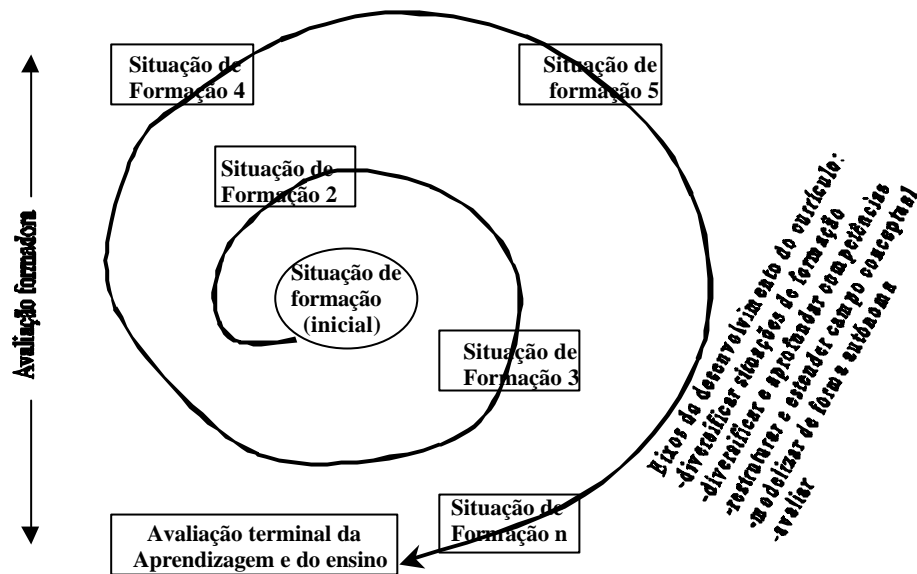 Situação de
Formação 4
Situação de
formação 5
Situação de
Formação 2
Situação de
formação
(inicial)
Situação de
Formação 3
Situação de
Formação n
Avaliação terminal da
Aprendizagem e do ensino
Avaliação formadora
Eixos do desenvolvimento do currículo:
-diversificar situações de formação
-diversificar e aprofundar competências
-restruturar e estender campo conceptual
-modelizar de forma autónoma
-avaliar